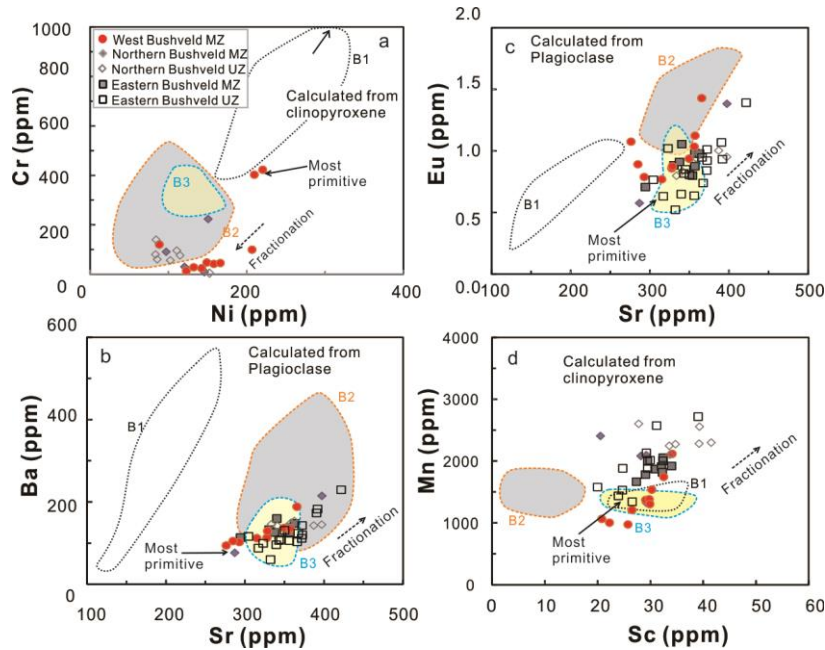 1000
800
600
400
200
0
Cr (ppm)
West Bushveld MZ
Northern Bushveld MZ
Northern Bushveld UZ
Eastern Bushveld MZ
Eastern Bushveld UZ
a
B1
Calculated from
clinopyroxene
Most
primitive
B3
B2
Fractionation
0
200
400
Ni (ppm)
2.0
1.5
1.0
0.5
0.0
Eu (ppm)
c
Calculated from
Plagioclase
B2
B1
Most
primitive
B3
Fractionation
100
200
300
400
500
Sr (ppm)
600
400
200
0
Ba (ppm)
b
Calculated from
Plagioclase
B1
B2
Most
primitive
B3
Fractionation
100
200
300
400
500
Sr (ppm)
4000
3000
2000
1000
0
Mn (ppm)
d
Calculated from
clinopyroxene
B2
B1
B3
Most
primitive
Fractionation
0
20
40
60
Sc (ppm)